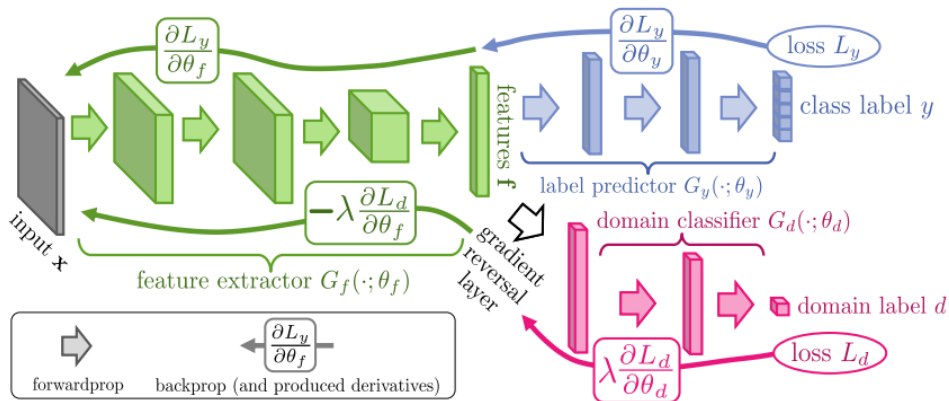 ∂L_y
∂θ_f
∂L_y
∂θ_y
loss L_y
features f
class label y
label predictor G_y(·; θ_y)
input x
−λ ∂L_d
∂θ_f
feature extractor G_f(·; θ_f)
gradient
reversal
layer
domain classifier G_d(·; θ_d)
domain label d
λ ∂L_d
∂θ_d
loss L_d
∂L_y
∂θ_f
forwardprop
backprop (and produced derivatives)